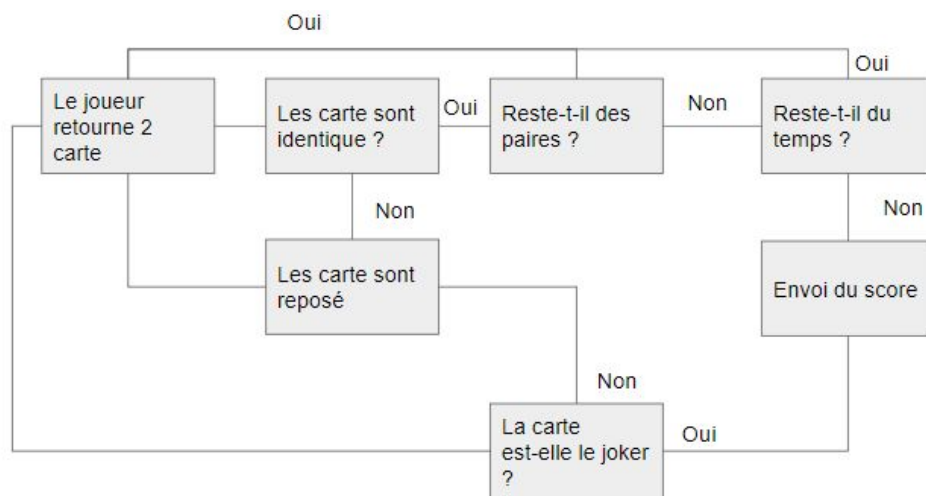 Oui
Le joueur
retourne 2
carte
Les carte sont
identique ?
Oui
Reste-t-il des
paires ?
Non
Reste-t-il du
temps ?
Oui
Non
Les carte sont
reposé
Non
Envoi du score
Non
La carte
est-elle le joker
?
Oui